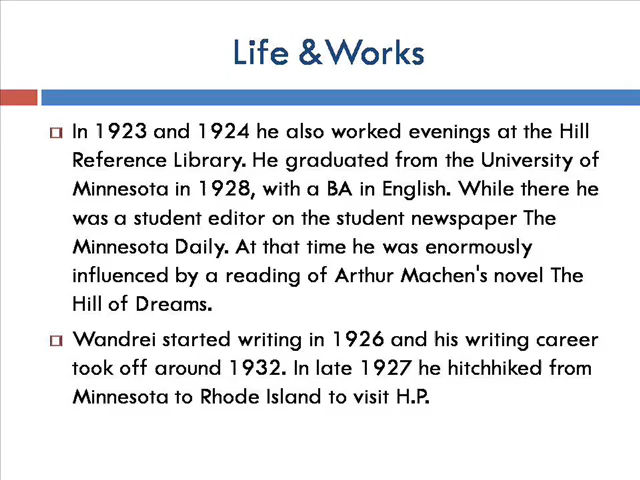 Life &Works
In 1923 and 1924 he also worked evenings at the Hill
Reference Library. He graduated from the University of
Minnesota in 1928, with a BA in English. While there he
was a student editor on the student newspaper The
Minnesota Daily. At that time he was enormously
influenced by a reading of Arthur Machen's novel The
Hill of Dreams.
Wandrei started writing in 1926 and his writing career
took off around 1932. In late 1927 he hitchhiked from
Minnesota to Rhode Island to visit H.P.